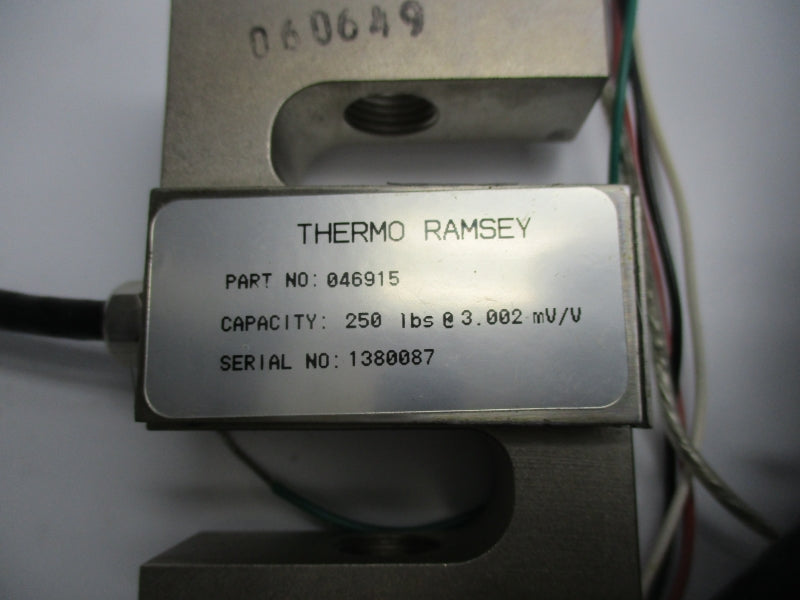 060649
THERMO RAMSEY
PART NO: 046915
CAPACITY: 250 lbs @ 3.002 mV/V
SERIAL NO: 1380087